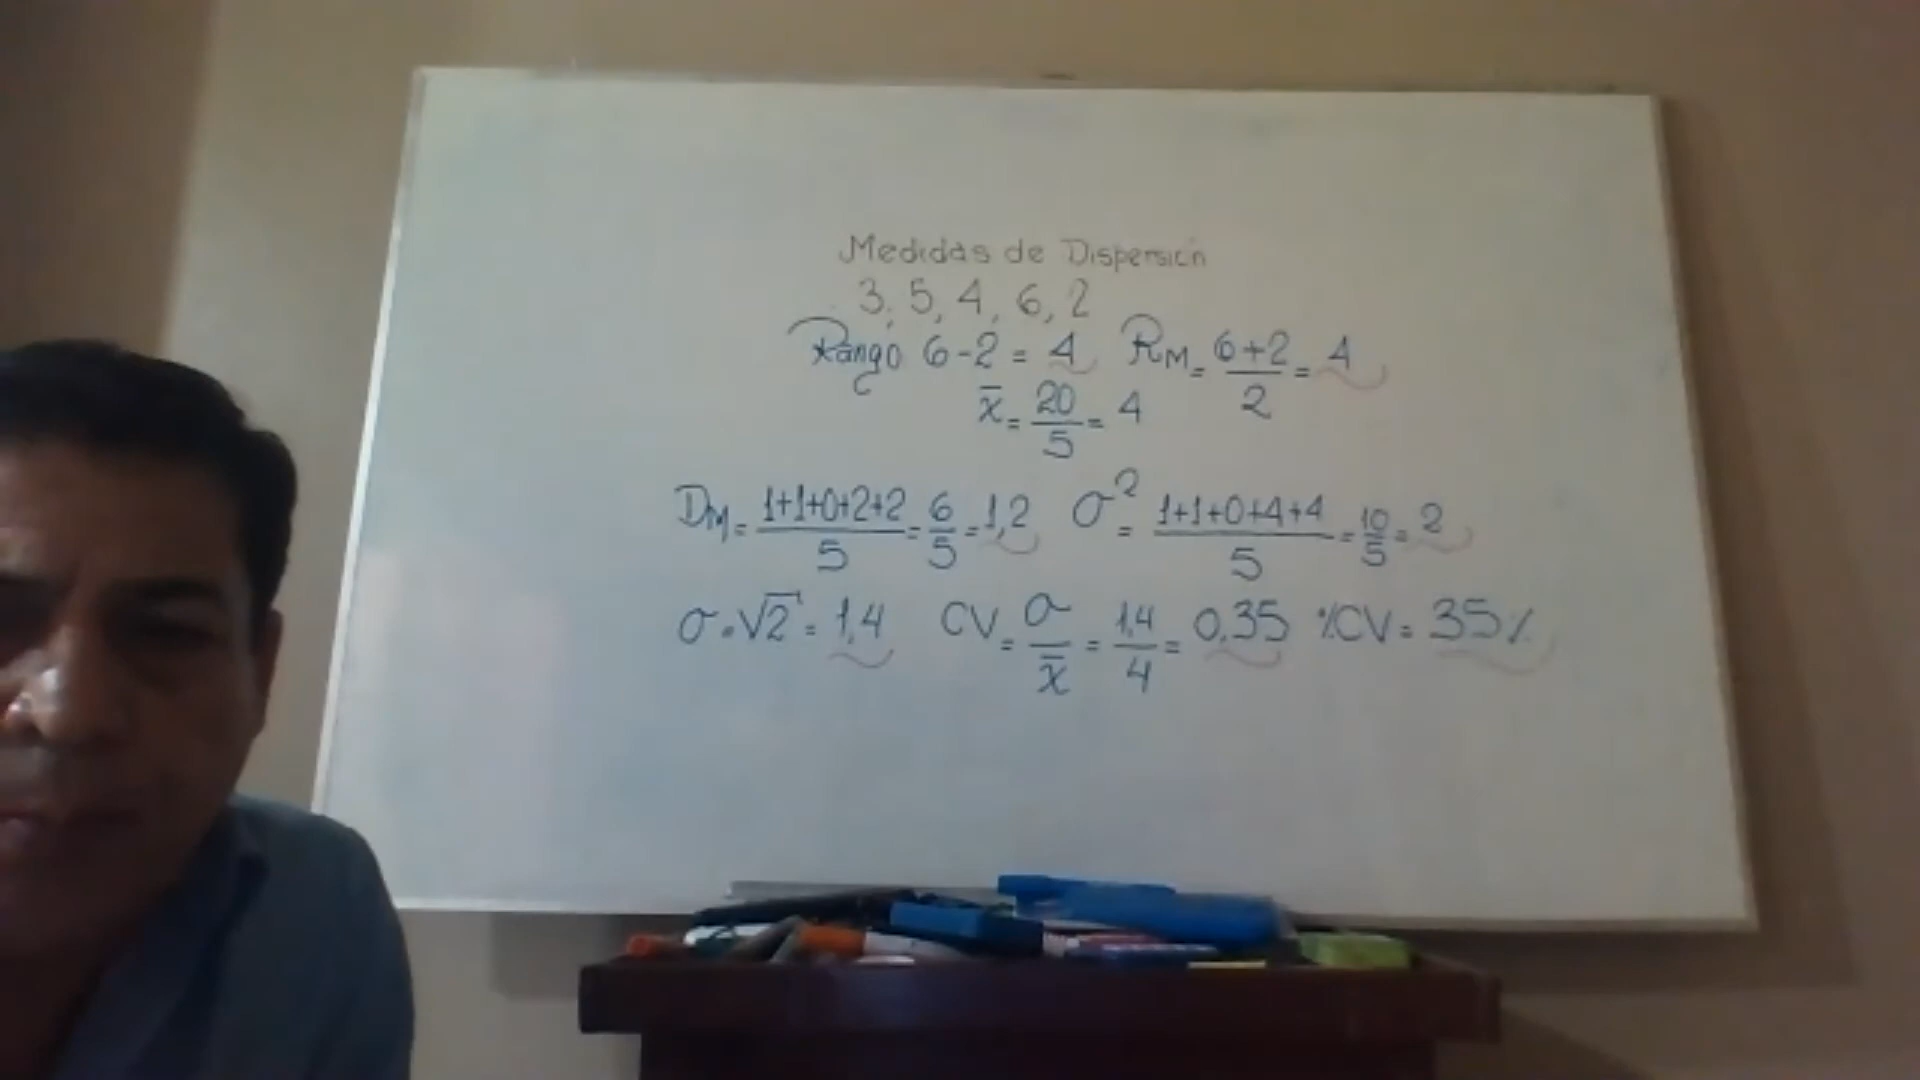 Medidas de Dispersión
3, 5, 4, 6, 2
Rango 6-2 = 4 RM = 6+2/2 = 4
x̄ = 20/5 = 4
DM = 1+1+0+2+2/5 = 6/5 = 1,2 σ² = 1+1+0+4+4/5 = 10/5 = 2
σ = √2 = 1,4 CV = σ/x̄ = 1,4/4 = 0,35 %CV = 35%